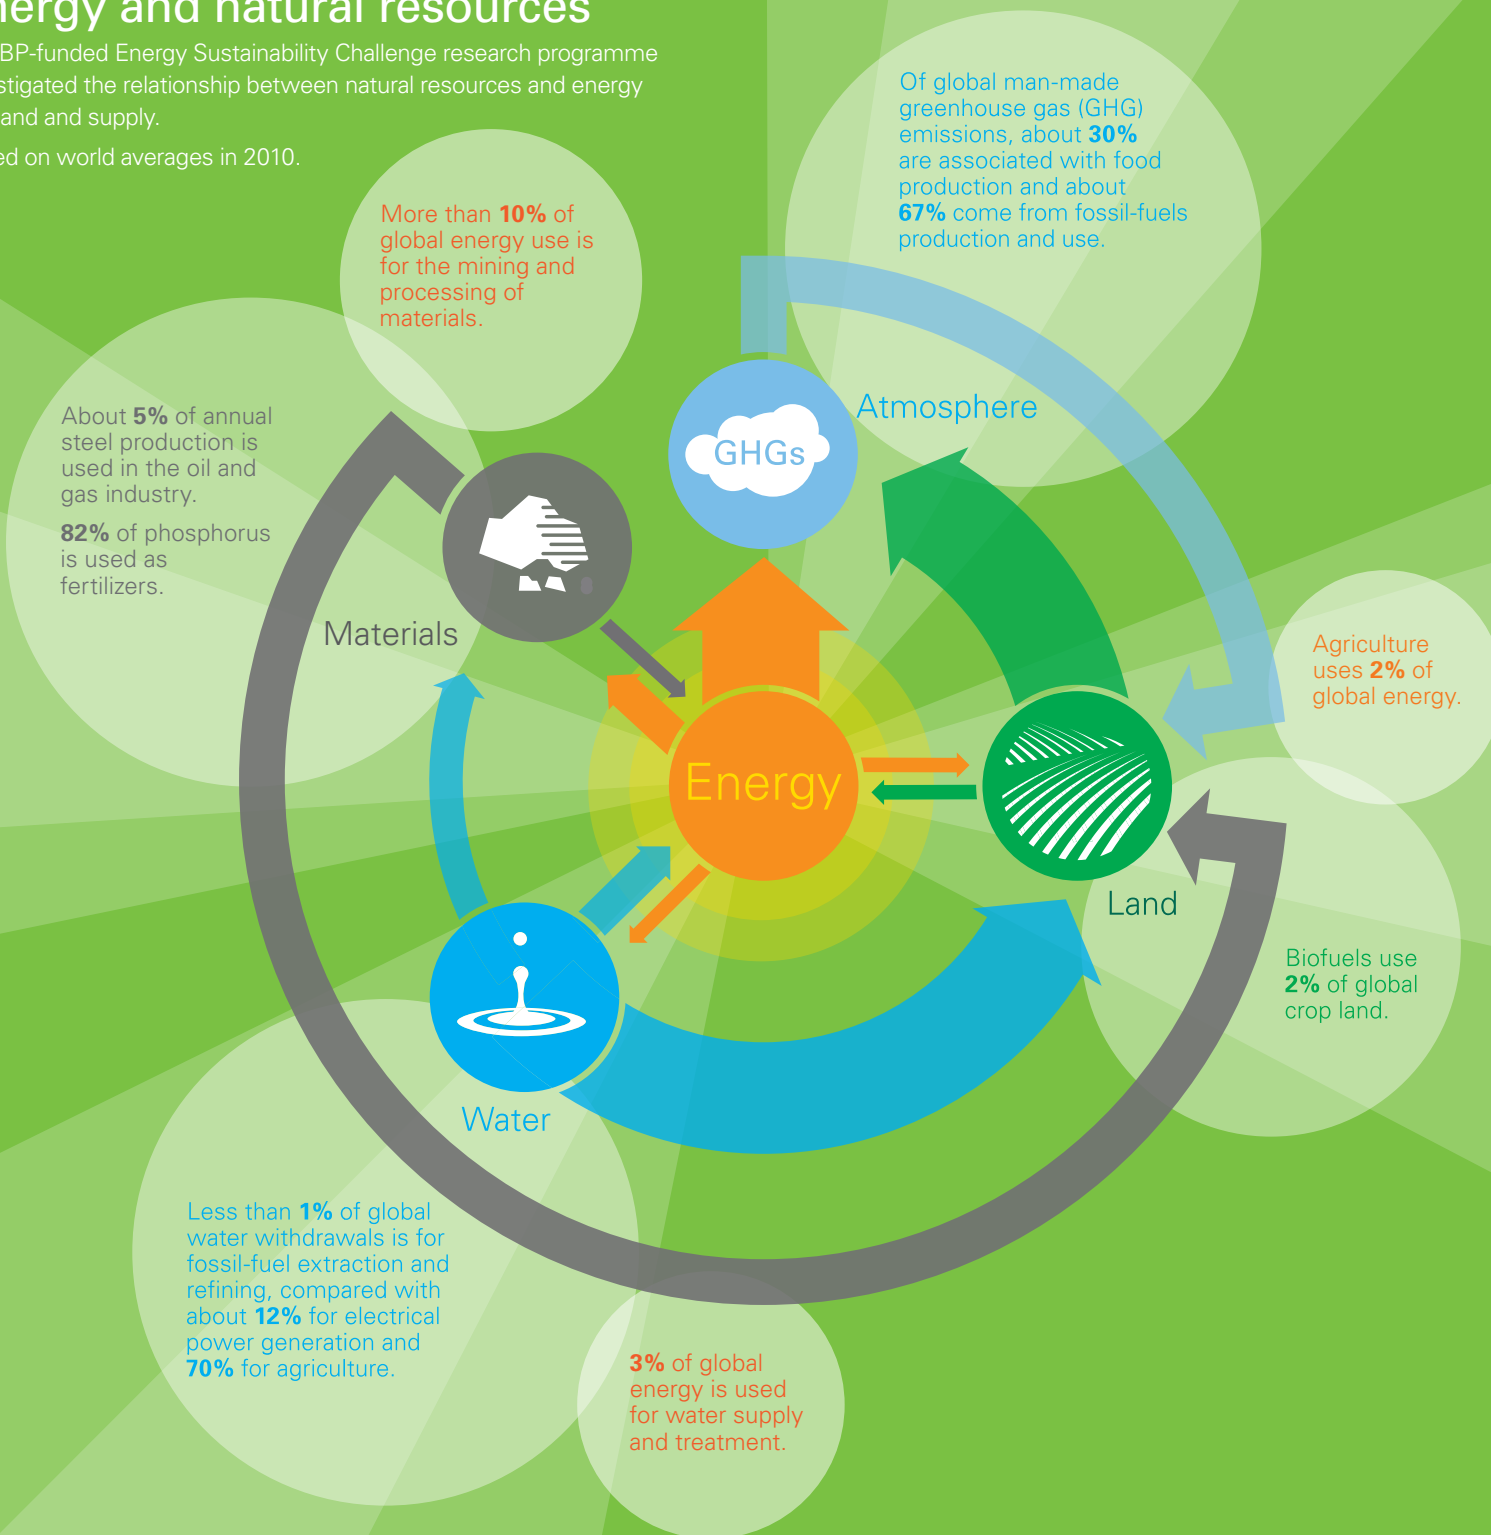 nergy and natural resources
BP-funded Energy Sustainability Challenge research programme
stigated the relationship between natural resources and energy
and and supply.
ed on world averages in 2010.
Of global man-made
greenhouse gas (GHG)
emissions, about 30%
are associated with food
production and about
67% come from fossil-fuels
production and use.
More than 10% of
global energy use is
for the mining and
processing of
materials.
About 5% of annual
steel production is
used in the oil and
gas industry.
82% of phosphorus
is used as
fertilizers.
Atmosphere
GHGs
Materials
Agriculture
uses 2% of
global energy.
Energy
Land
Biofuels use
2% of global
crop land.
Water
Less than 1% of global
water withdrawals is for
fossil-fuel extraction and
refining, compared with
about 12% for electrical
power generation and
70% for agriculture.
3% of global
energy is used
for water supply
and treatment.